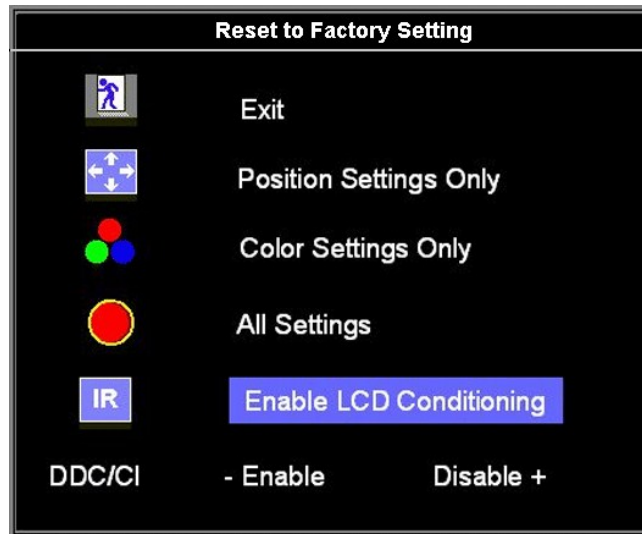 Reset to Factory Setting
Exit
Position Settings Only
Color Settings Only
All Settings
IR Enable LCD Conditioning
DDC/CI - Enable Disable +